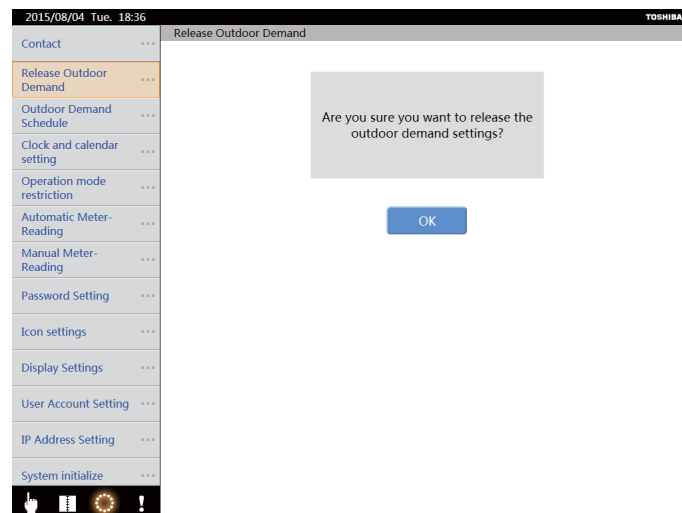 2015/08/04 Tue. 18:36
TOSHIBA
Release Outdoor Demand
Contact
Release Outdoor
Demand
Outdoor Demand
Schedule
Clock and calendar
setting
Operation mode
restriction
Automatic Meter-
Reading
Manual Meter-
Reading
Password Setting
Icon settings
Display Settings
User Account Setting
IP Address Setting
System initialize
Are you sure you want to release the
outdoor demand settings?
OK